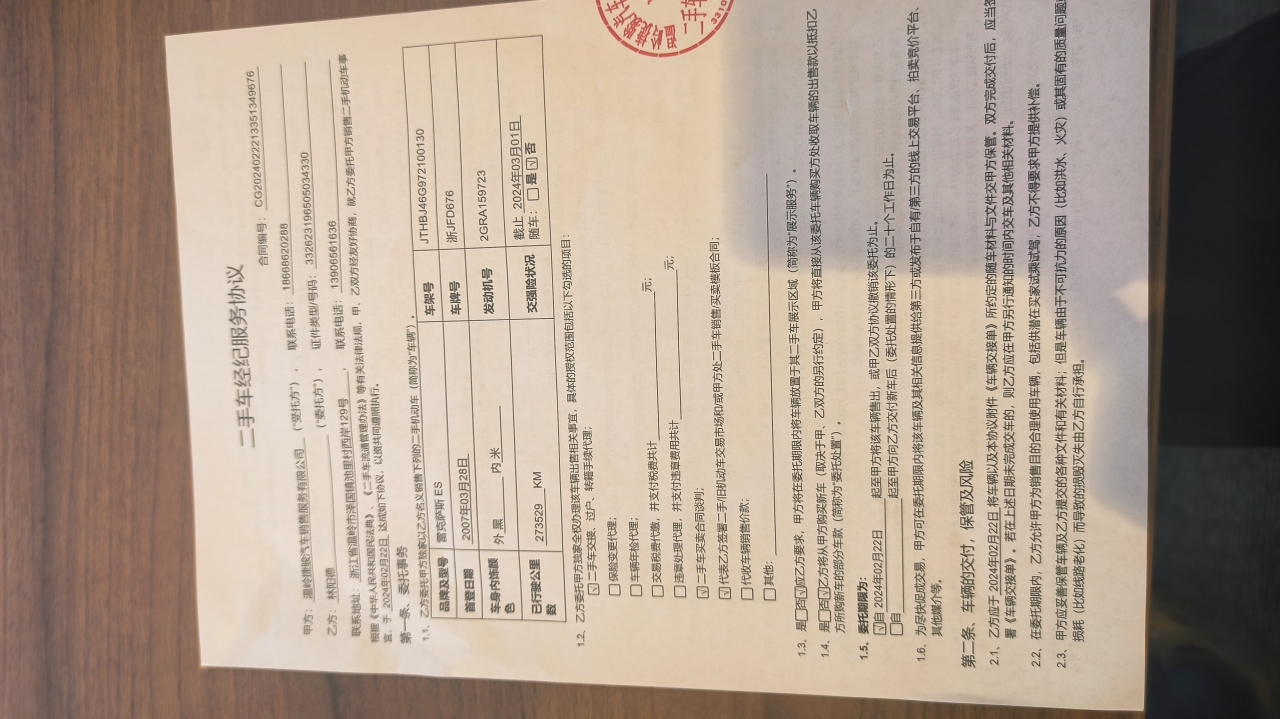 二手车经纪服务协议
合同编号：CG2024022213351349676
甲方：温岭捷骏汽车销售服务有限公司（“受托方”），联系电话：18668620288
乙方：林（“委托方”），证件类型/号码：332623196505034330
联系地址：浙江省温岭市泽国镇池里村西岸129号，联系电话：13906561636
根据《中华人民共和国民法典》、《二手车流通管理办法》等有关法律法规，甲、乙双方经友好协商，就乙方委托甲方销售二手机动车事
宜，于 2024年02月22日 达成如下协议，以资共同遵照执行。
第一条、委托事务
1.1、乙方委托甲方独家以乙方名义销售下列的二手机动车（简称为“车辆”）。
品牌及型号 雷克萨斯 ES 车架号 JTHBJ46G972100130
首登日期 2007年03月28日 车牌号 浙JFD676
车身内饰颜色 外 黑 内 米 发动机号 2GRA159723
已行驶公里数 273529 KM 交强险状况 截止 2024年03月01日
随车：□是 ☑否
1.2、乙方委托甲方独家全权办理该车辆出售相关事宜，具体的授权范围包括以下勾选的项目：
☑二手车交接、过户、转籍手续代理；
□保险变更代理；
□车辆年检代理；
□交易税费代缴，并支付税费共计 元;
□违章处理代理，并支付违章费用共计 元;
☑二手车买卖合同谈判；
☑代表乙方签署二手/旧机动车交易市场和/或甲方处二手车销售买卖模板合同；
□代收车辆销售价款；
□其他:
1.3、是□否☑应乙方要求，甲方将在委托期限内将车辆放置于其二手车展示区域（简称为“展示服务”）。
1.4、是□否☑乙方将从甲方购买新车（取决于甲、乙双方的另行约定），甲方将直接从该委托车辆购买方处收取车辆的出售款以抵扣乙
方所购新车的部分车款（简称为“委托处置”）。
1.5、委托期限为：
☑自 2024年02月22日 起至甲方将该车辆售出，或甲乙双方协议撤销该委托为止。
□自 起至甲方向乙方交付新车后（委托处置的情形下）的二十个工作日为止。
1.6、为尽快促成交易，甲方可在委托期限内将该车辆及其相关信息提供给第三方或发布于自有/第三方的线上交易平台、拍卖竞价平台、
其他媒介等。
第二条、车辆的交付，保管及风险
2.1、乙方应于 2024年02月22日 将车辆以及本协议附件《车辆交接单》所约定的随车材料与文件交甲方保管。双方完成交付后，应当签
署《车辆交接单》。若在上述日期未完成交车的，则乙方应在甲方另行通知的时间内交车及其他相关材料。
2.2、在委托期限内，乙方允许甲方为销售目的合理使用车辆，包括供潜在买家试乘试驾，乙方不得要求甲方提供补偿。
2.3、甲方应妥善保管车辆及乙方提交的各种文件和有关材料；但是车辆由于不可抗力的原因（比如洪水、火灾）或其固有的质量问题
损耗（比如线路老化）而导致的损毁灭失由乙方自行承担。